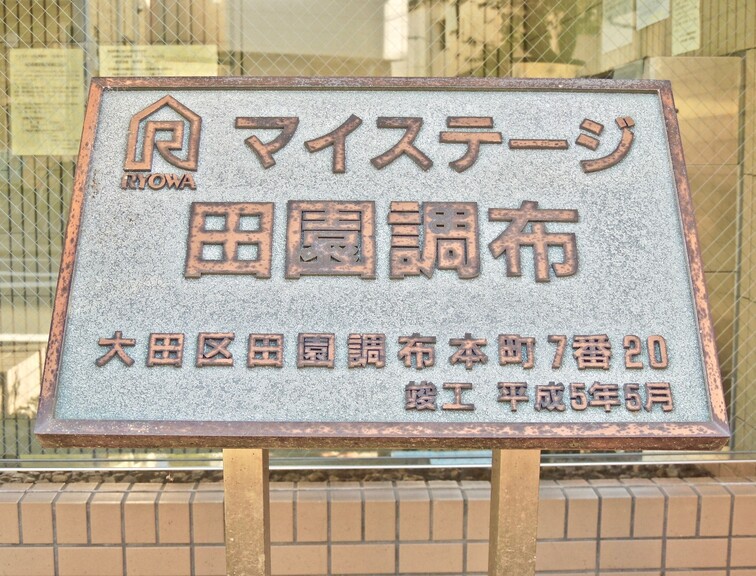 マイステージ
RYOWA
田園調布
大田区田園調布本町7番20
竣工 平成5年5月